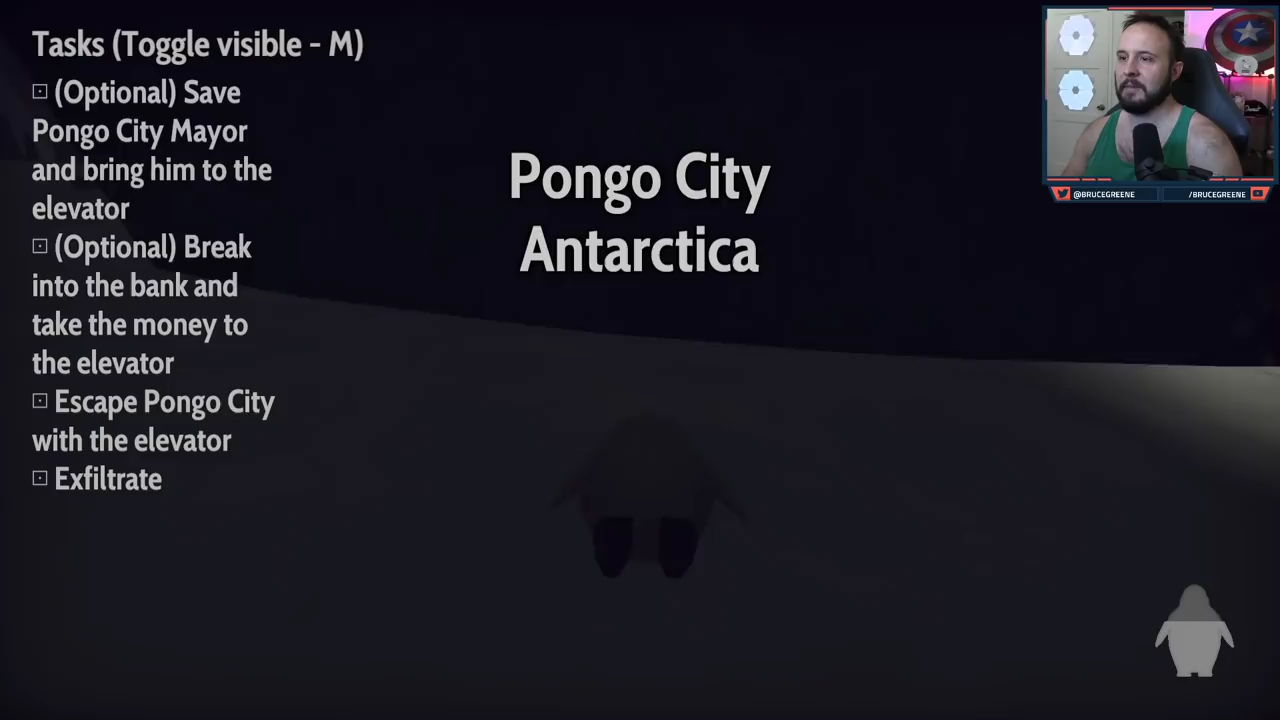 Tasks (Toggle visible - M)
(Optional) Save
Pongo City Mayor
and bring him to the
elevator
(Optional) Break
into the bank and
take the money to
the elevator
Escape Pongo City
with the elevator
Exfiltrate
Pongo City
Antarctica
@BRUCEGREENE
/BRUCEGREENE